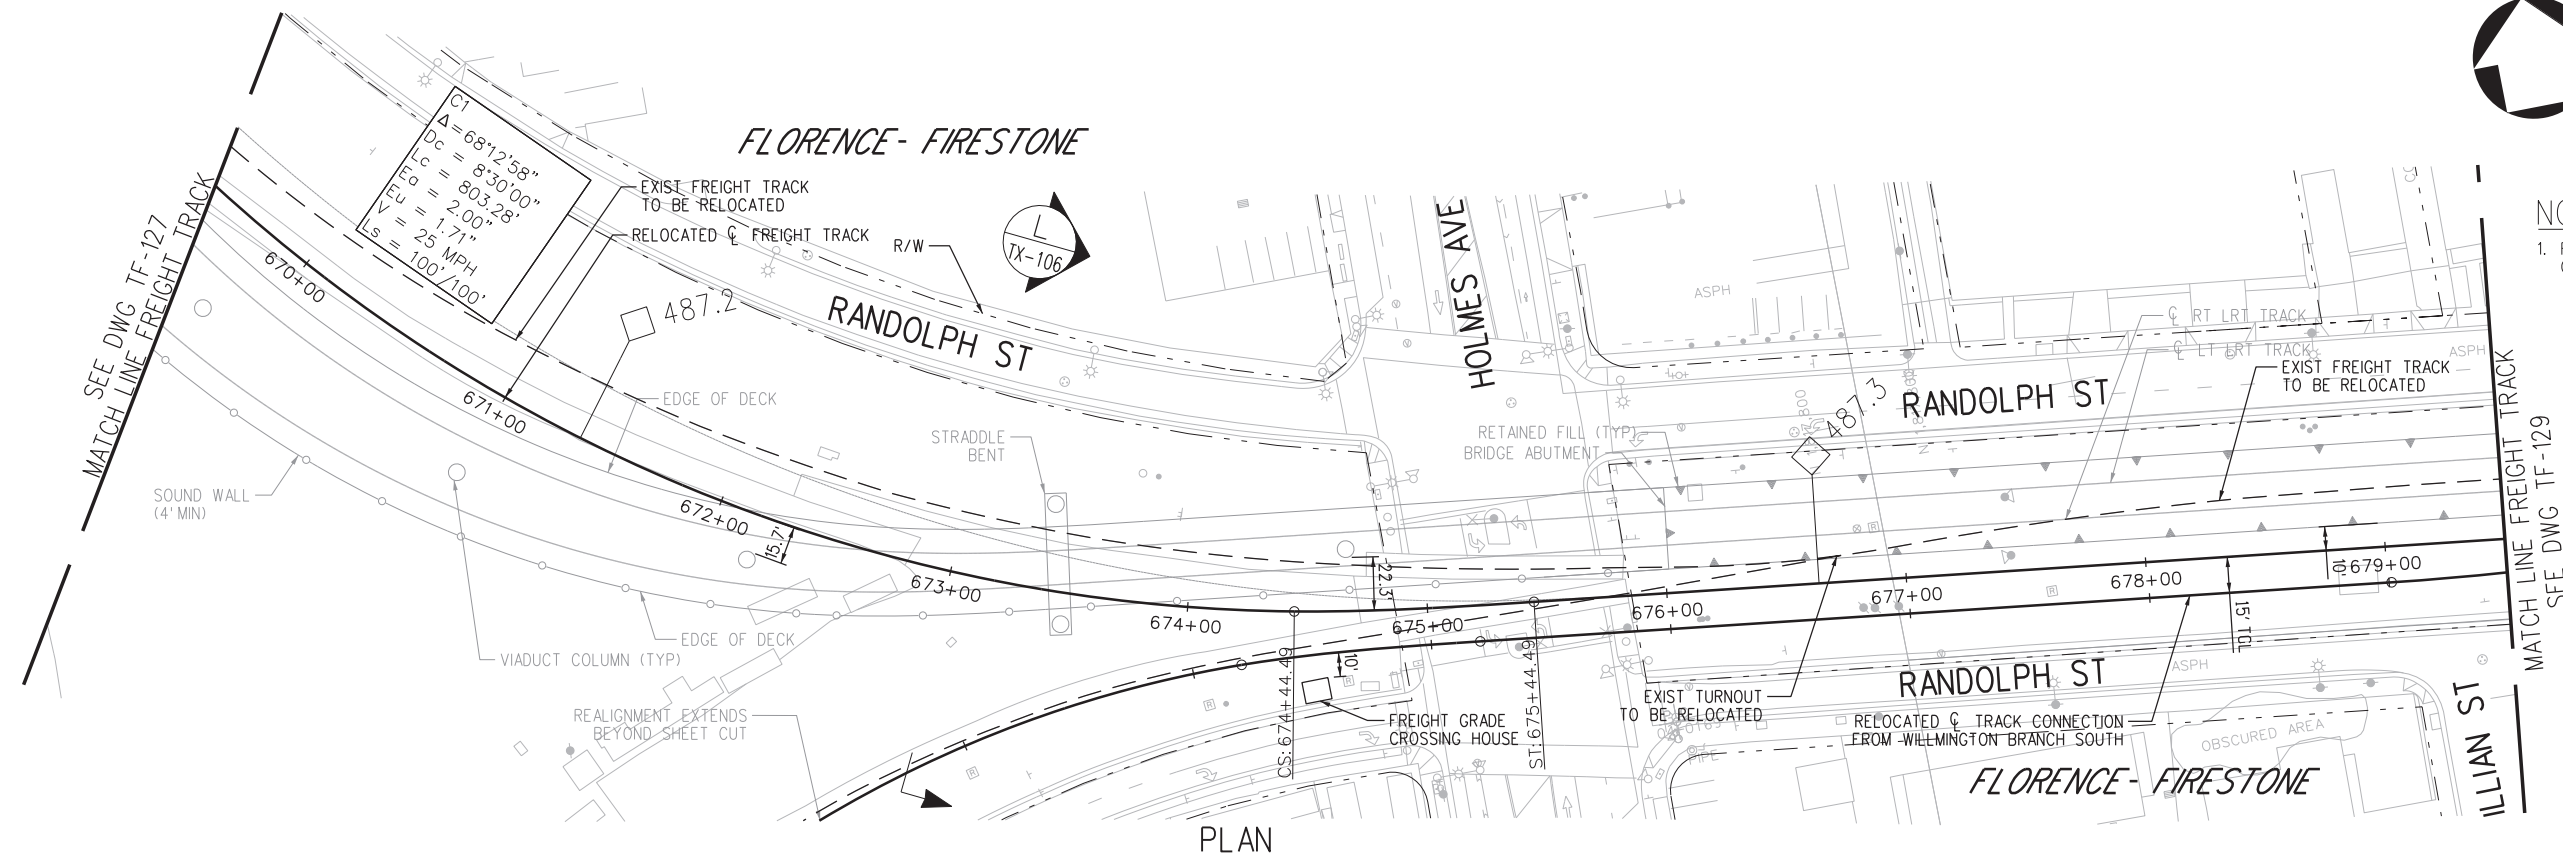 SEE DWG TF-127
MATCH LINE FREIGHT TRACK
C1
Δ=68°12'58"
Dc = 8°30'00"
Lc = 803.28'
Ea = 2.00"
Eu = 1.71"
V = 25 MPH
Ls = 100'/100'
FLORENCE- FIRESTONE
EXIST FREIGHT TRACK
TO BE RELOCATED
RELOCATED ℄ FREIGHT TRACK
R/W
L
TX-106
487.2
RANDOLPH ST
HOLMES AVE
670+00
671+00
672+00
673+00
674+00
675+00
676+00
677+00
678+00
679+00
EDGE OF DECK
STRADDLE
BENT
SOUND WALL
(4' MIN)
15.7'
22.3'
EDGE OF DECK
VIADUCT COLUMN (TYP)
REALIGNMENT EXTENDS
BEYOND SHEET CUT
ASPH
℄ RT LRT TRACK
℄ LT LRT TRACK
ASPH
EXIST FREIGHT TRACK
TO BE RELOCATED
RANDOLPH ST
487.3
RETAINED FILL (TYP)
BRIDGE ABUTMENT
10'
15' TCL
10'
CS:674+44.49
ST:675+44.49
FREIGHT GRADE
CROSSING HOUSE
EXIST TURNOUT
TO BE RELOCATED
RANDOLPH ST
ASPH
RELOCATED ℄ TRACK CONNECTION
FROM WILLMINGTON BRANCH SOUTH
OBSCURED AREA
PIPE
FLORENCE- FIRESTONE
MATCH LINE FREIGHT TRACK
SEE DWG TF-129
ILLIAN ST
1.
PLAN